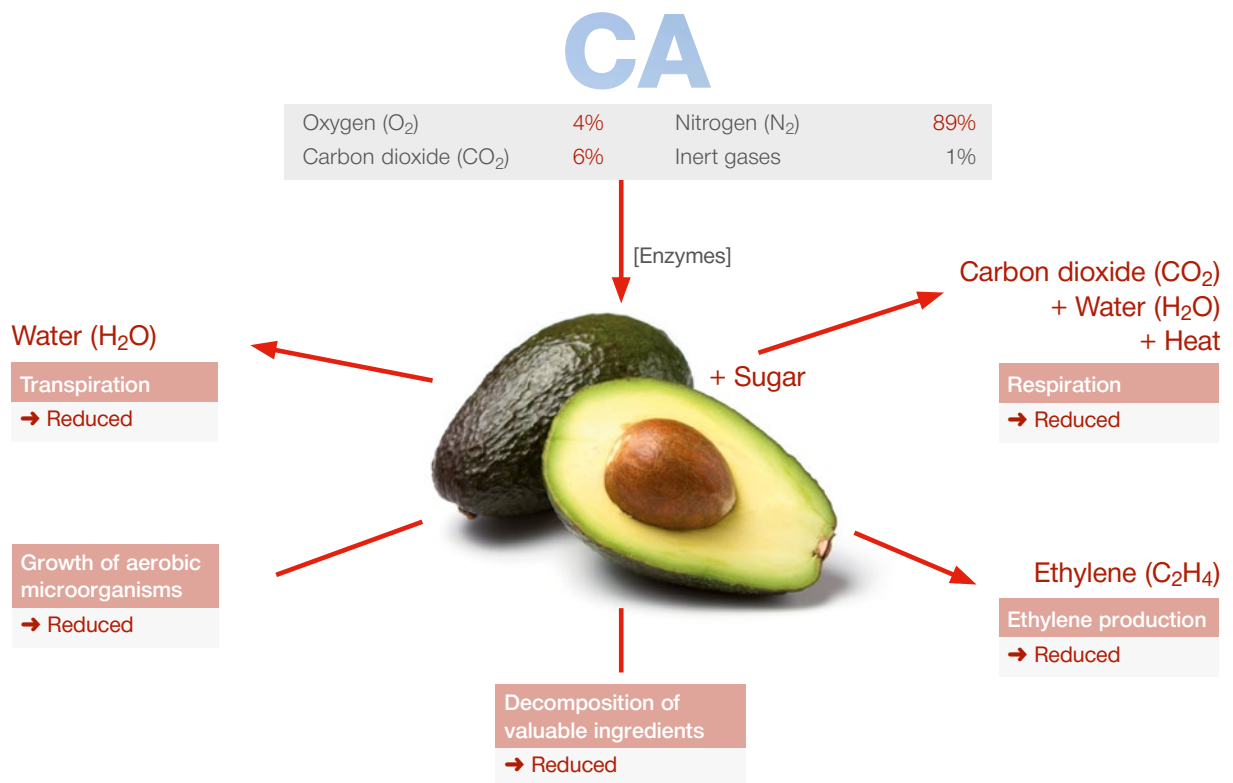 CA
Oxygen (O₂) 4% Nitrogen (N₂) 89%
Carbon dioxide (CO₂) 6% Inert gases 1%
[Enzymes]
Carbon dioxide (CO₂)
+ Water (H₂O)
+ Heat
Water (H₂O)
Transpiration
➜ Reduced
+ Sugar
Respiration
➜ Reduced
Growth of aerobic
microorganisms
➜ Reduced
Ethylene (C₂H₄)
Ethylene production
➜ Reduced
Decomposition of
valuable ingredients
➜ Reduced